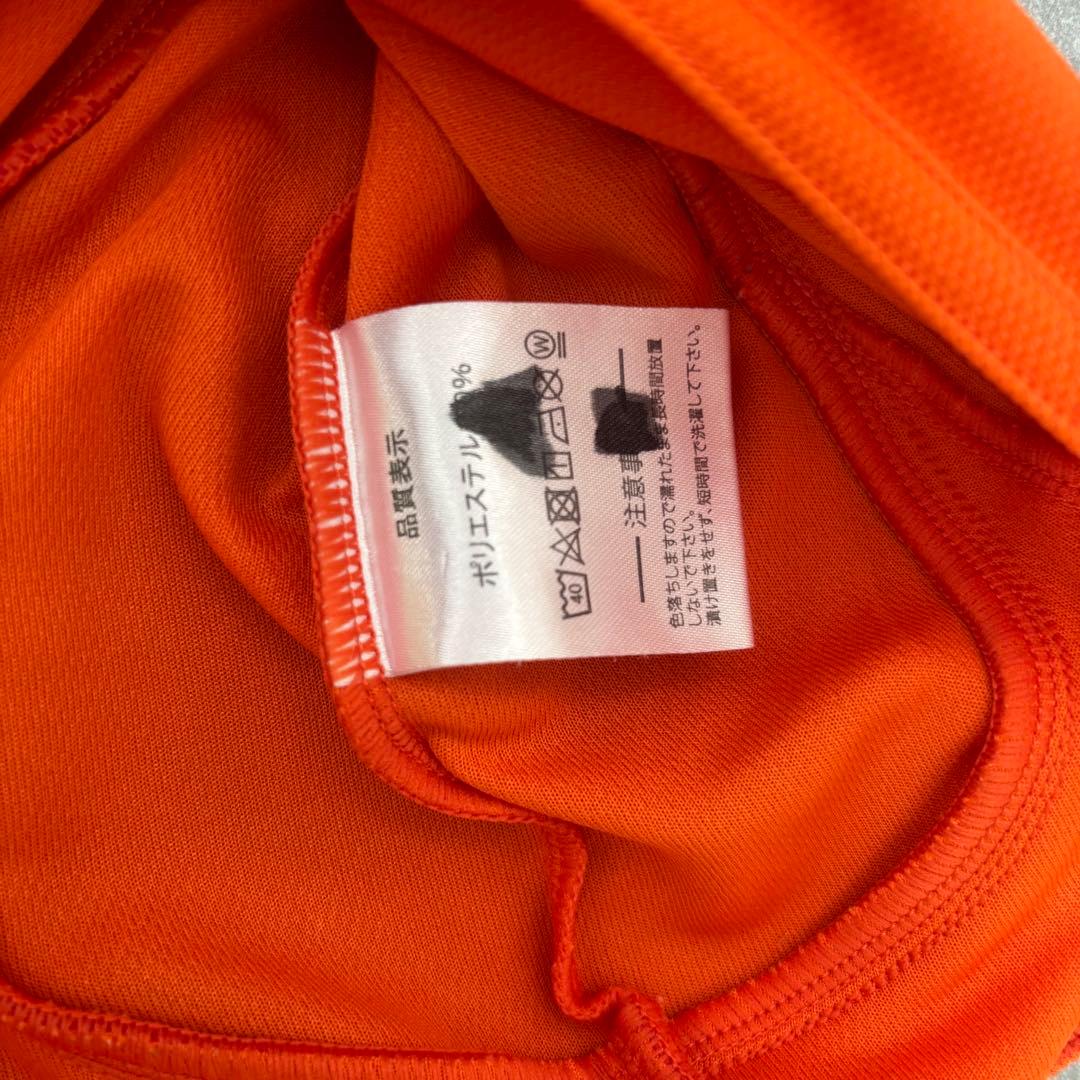 品質表示
ポリエステル 0%
40 W
注意事
色落ちしますので濡れたまま長時間放置
しないで下さい。
漬け置きをせず、短時間で洗濯して下さい。